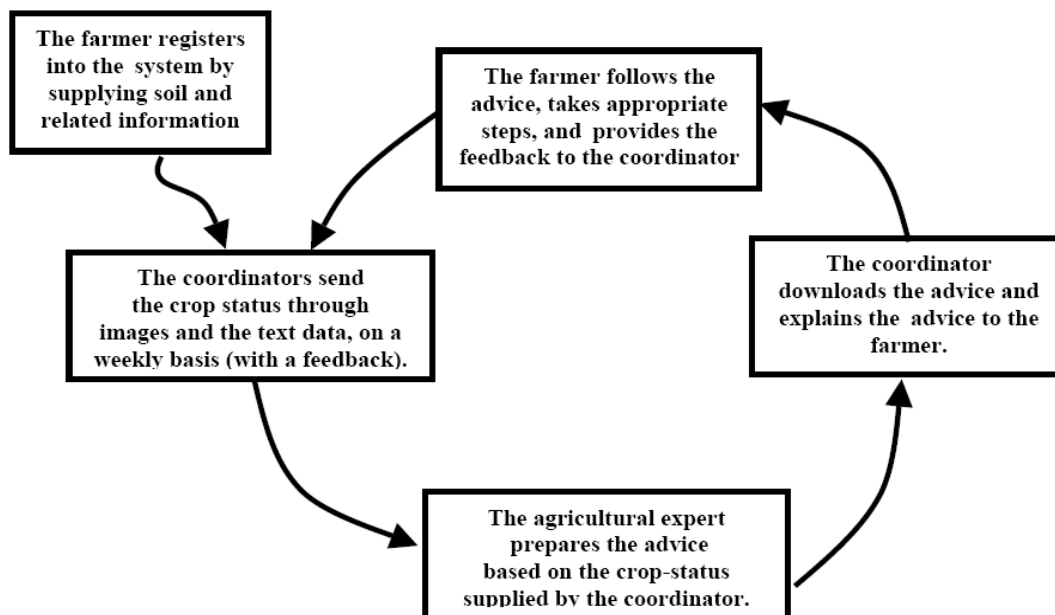 The farmer registers
into the system by
supplying soil and
related information
The farmer follows the
advice, takes appropriate
steps, and provides the
feedback to the coordinator
The coordinators send
the crop status through
images and the text data, on a
weekly basis (with a feedback).
The coordinator
downloads the advice and
explains the advice to the
farmer.
The agricultural expert
prepares the advice
based on the crop-status
supplied by the coordinator.